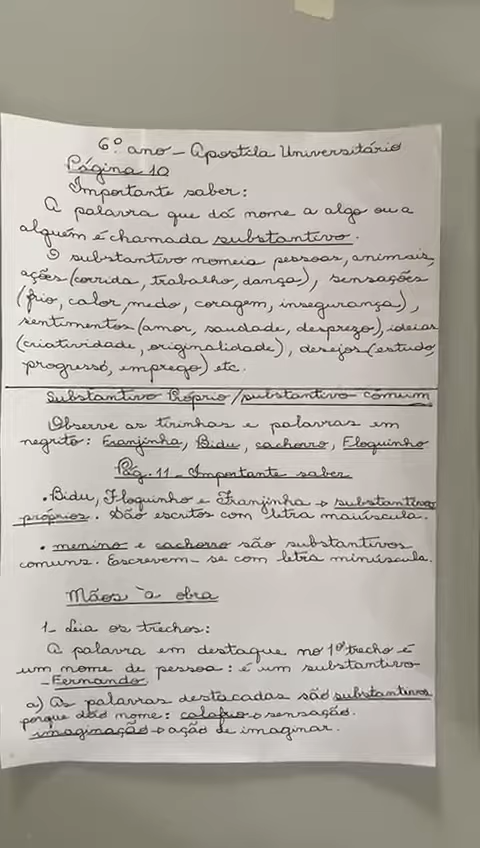 6º ano - Apostila Universitário
Página 10
Importante saber:
A palavra que dá nome a algo ou a
alguém é chamada substantivo.
O substantivo nomeia pessoas, animais,
ações (corrida, trabalho, dança), sensações
(frio, calor, medo, coragem, insegurança),
sentimentos (amor, saudade, desprezo), ideias
(criatividade, originalidade), desejos (estudo,
progresso, emprego) etc.
Substantivo Próprio / substantivo comum
Observe as tirinhas e palavras em
negrito: Franjinha, Bidu, cachorro, Floquinho
Pág. 11 - Importante saber
• Bidu, Floquinho e Franjinha → substantivos
próprios. São escritos com letra maiúscula.
• menino e cachorro são substantivos
comuns. Escrevem-se com letra minúscula.
Mãos à obra
1- Leia os trechos:
A palavra em destaque no 1º trecho é
um nome de pessoa: é um substantivo
- Fernando.
a) As palavras destacadas são substantivos
porque dão nome: calafrio → sensação.
imaginação → ação de imaginar.